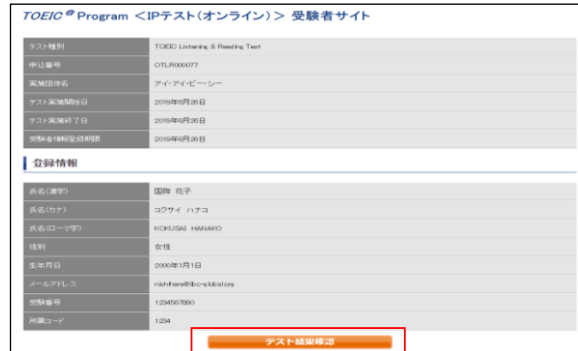 TOEIC ® Program ＜IPテスト（オンライン）＞ 受験者サイト
テスト種別 TOEIC Listening & Reading Test
申込番号 OTLR000077
実施団体名 アイ・アイ・ビー・シー
テスト実施開始日 2019年6月26日
テスト実施終了日 2019年6月26日
受験者情報登録期限 2019年6月26日
登録情報
氏名（漢字） 国際 花子
氏名（カナ） コクサイ ハナコ
氏名（ローマ字） KOKUSAI HANAKO
性別 女性
生年月日 2000年1月1日
メールアドレス
受験番号 1234567890
所属コード 1234
テスト結果確認